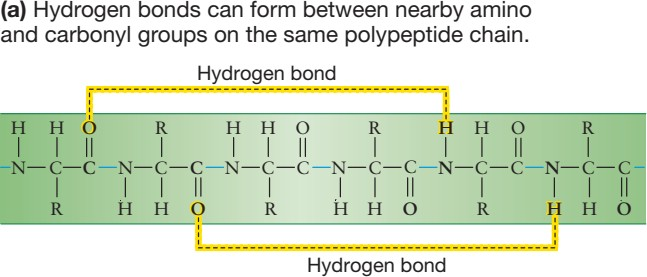 (a) Hydrogen bonds can form between nearby amino
and carbonyl groups on the same polypeptide chain.
Hydrogen bond
H H O R H H O R H H O R
N C C N C C N C C N C C N C C N C C
R H H O R H H O R H H O
Hydrogen bond